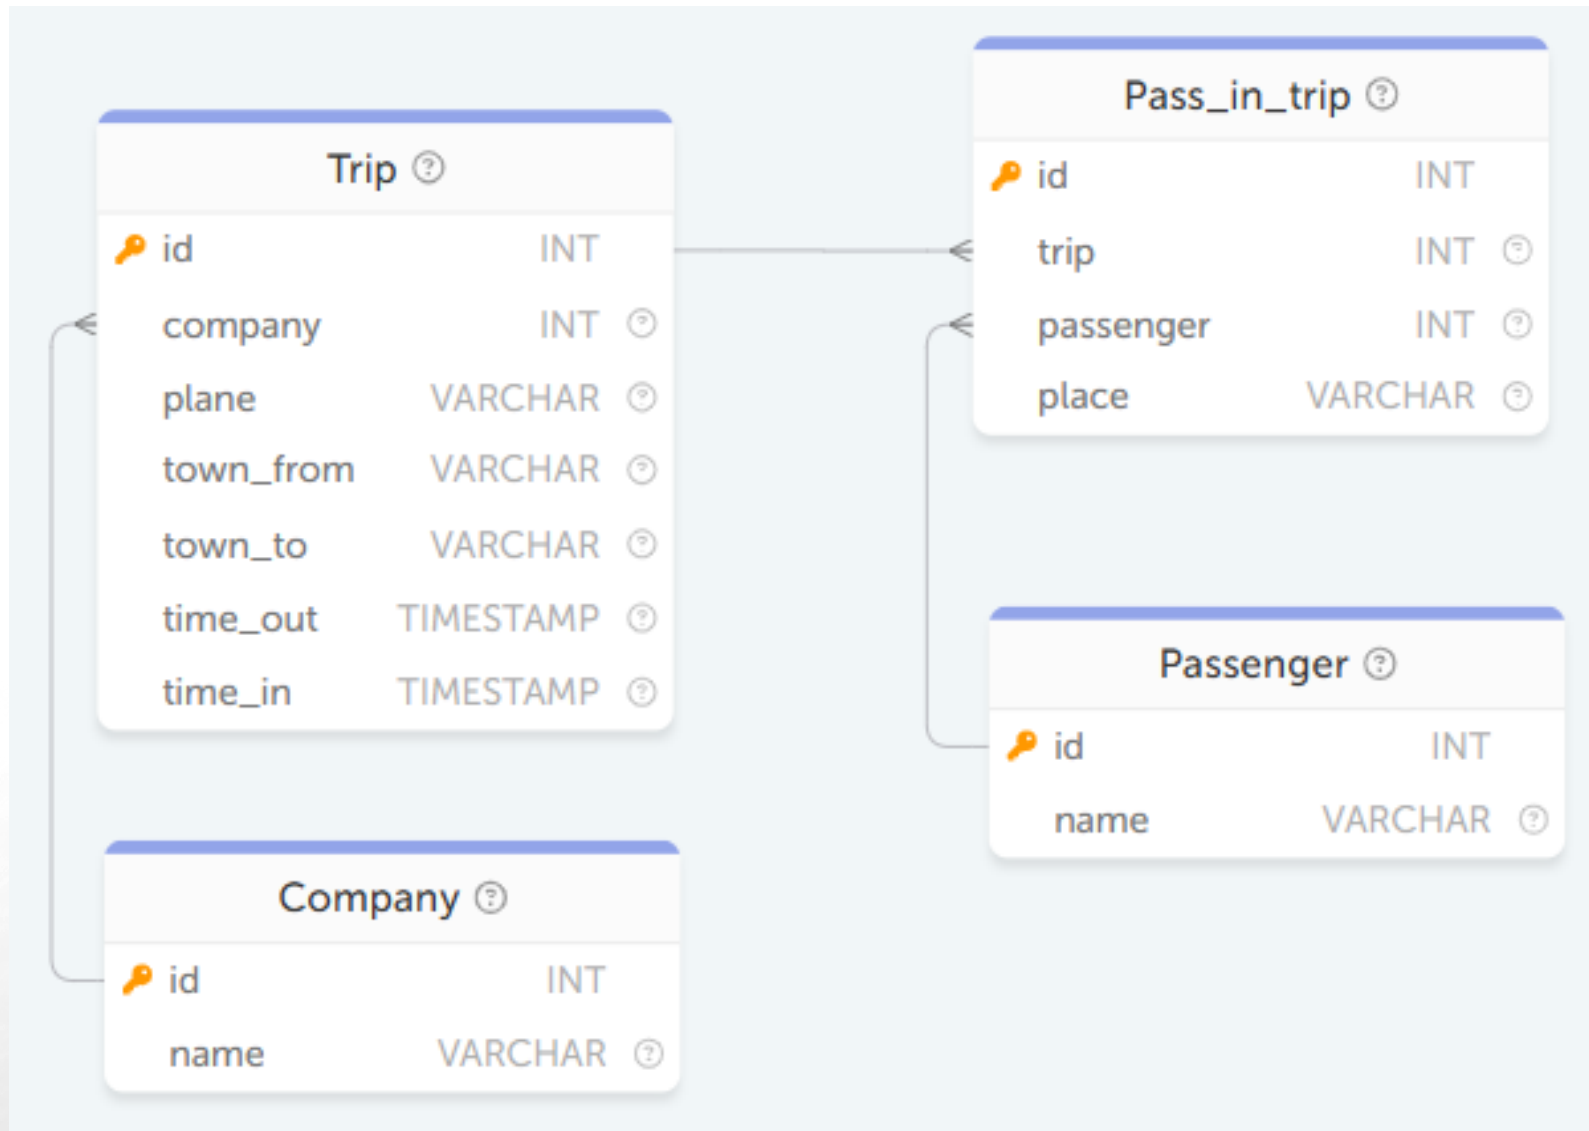 Trip
id INT
company INT
plane VARCHAR
town_from VARCHAR
town_to VARCHAR
time_out TIMESTAMP
time_in TIMESTAMP
Company
id INT
name VARCHAR
Pass_in_trip
id INT
trip INT
passenger INT
place VARCHAR
Passenger
id INT
name VARCHAR